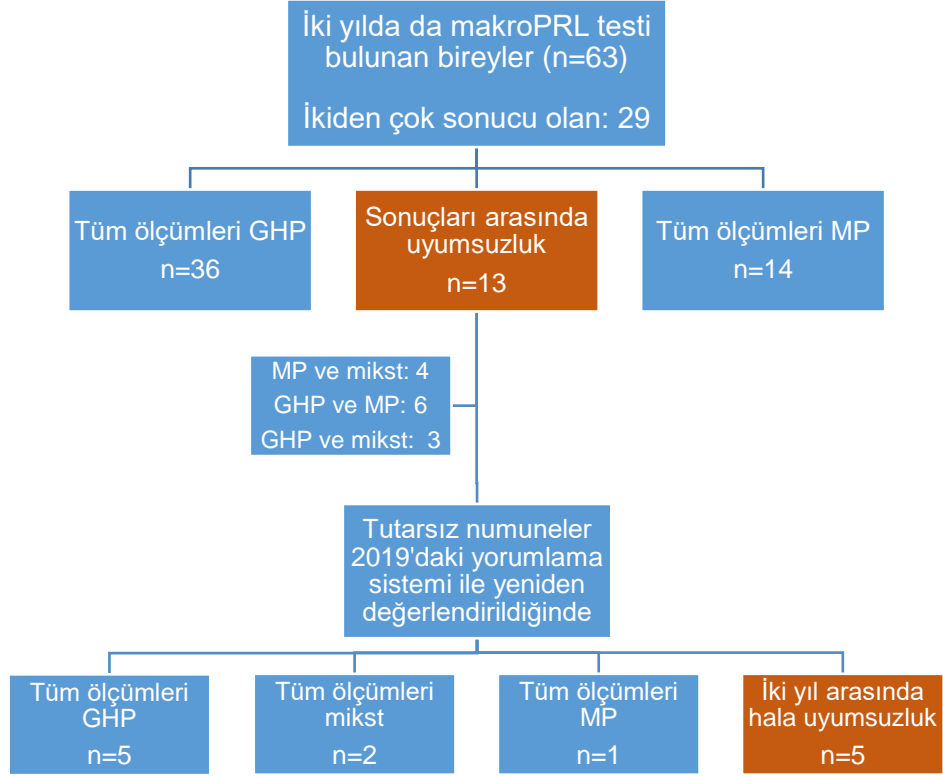 İki yılda da makroPRL testi
bulunan bireyler (n=63)
İkiden çok sonucu olan: 29
Tüm ölçümleri GHP
n=36
Sonuçları arasında
uyumsuzluk
n=13
Tüm ölçümleri MP
n=14
MP ve mikst: 4
GHP ve MP: 6
GHP ve mikst: 3
Tutarsız numuneler
2019'daki yorumlama
sistemi ile yeniden
değerlendirildiğinde
Tüm ölçümleri
GHP
n=5
Tüm ölçümleri
mikst
n=2
Tüm ölçümleri
MP
n=1
İki yıl arasında
hala uyumsuzluk
n=5